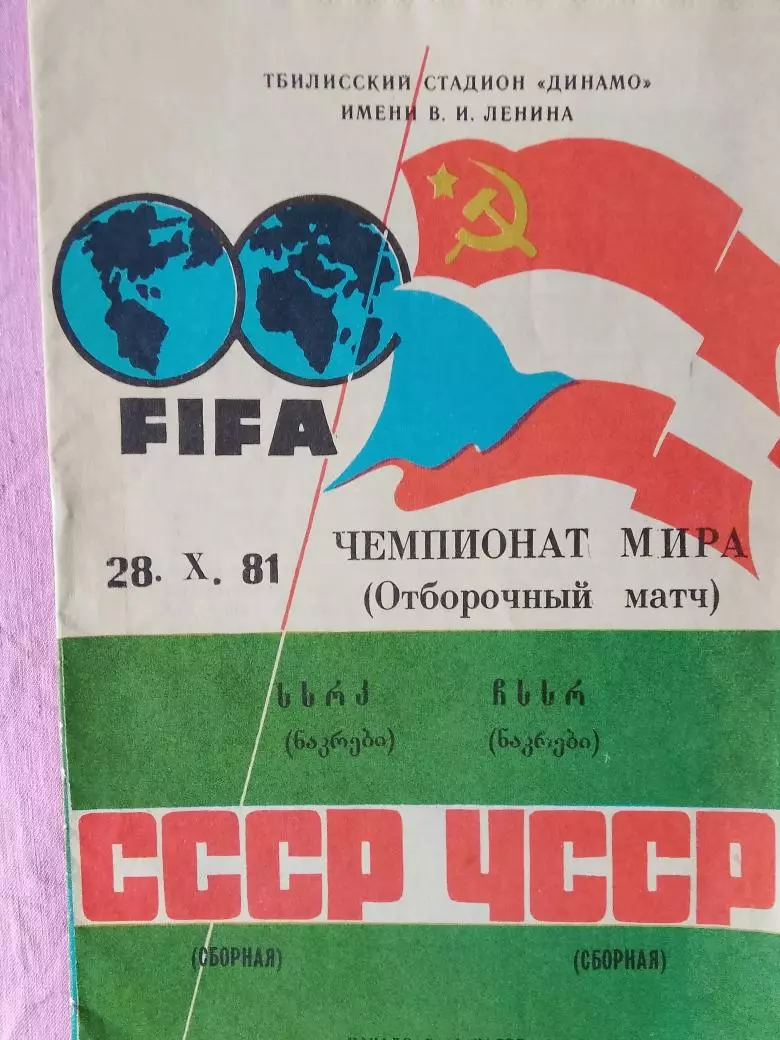 ТБИЛИССКИЙ СТАДИОН «ДИНАМО»
ИМЕНИ В. И. ЛЕНИНА
FIFA
28. X. 81
ЧЕМПИОНАТ МИРА
(Отборочный матч)
სსრკ ჩსსრ
(ნაკრები) (ნაკრები)
СССР ЧССР
(СБОРНАЯ) (СБОРНАЯ)